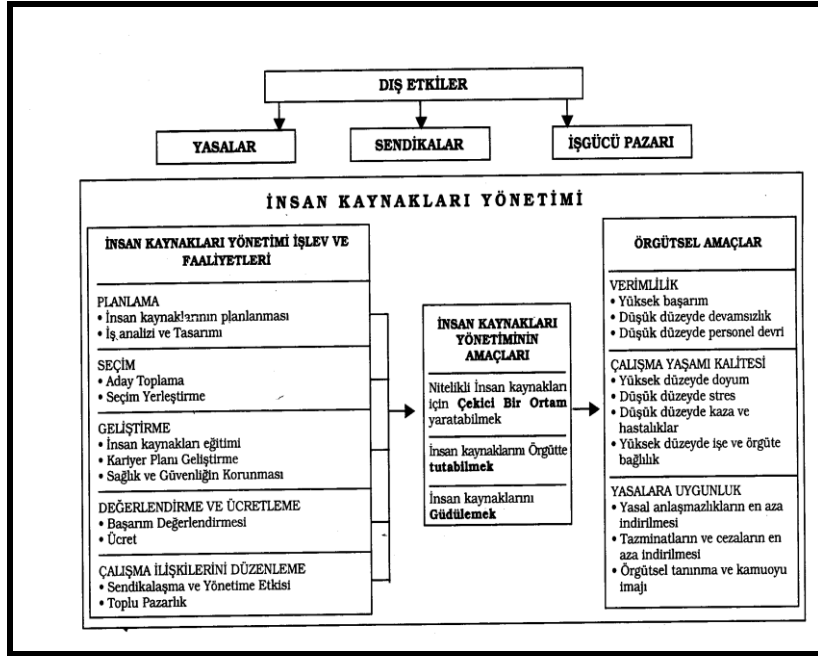 DIŞ ETKİLER
YASALAR
SENDİKALAR
İŞGÜCÜ PAZARI
İNSAN KAYNAKLARI YÖNETİMİ
İNSAN KAYNAKLARI YÖNETİMİ İŞLEV VE
FAALİYETLERİ
PLANLAMA
• İnsan kaynaklarının planlanması
• İş analizi ve Tasarımı
SEÇİM
• Aday Toplama
• Seçim Yerleştirme
GELİŞTİRME
• İnsan kaynakları eğitimi
• Kariyer Planı Geliştirme
• Sağlık ve Güvenliğin Korunması
DEĞERLENDİRME VE ÜCRETLEME
• Başarım Değerlendirmesi
• Ücret
ÇALIŞMA İLİŞKİLERİNİ DÜZENLEME
• Sendikalaşma ve Yönetime Etkisi
• Toplu Pazarlık
İNSAN KAYNAKLARI
YÖNETİMİNİN
AMAÇLARI
Nitelikli İnsan kaynakları
için Çekici Bir Ortam
yaratabilmek
İnsan kaynaklarını Örgütte
tutabilmek
İnsan kaynaklarını
Güdülemek
ÖRGÜTSEL AMAÇLAR
VERİMLİLİK
• Yüksek başarım
• Düşük düzeyde devamsızlık
• Düşük düzeyde personel devri
ÇALIŞMA YAŞAMI KALİTESİ
• Yüksek düzeyde doyum
• Düşük düzeyde stres
• Düşük düzeyde kaza ve
hastalıklar
• Yüksek düzeyde işe ve örgüte
bağlılık
YASALARA UYGUNLUK
• Yasal anlaşmazlıkların en aza
indirilmesi
• Tazminatların ve cezaların en
aza indirilmesi
• Örgütsel tanınma ve kamuoyu
imajı